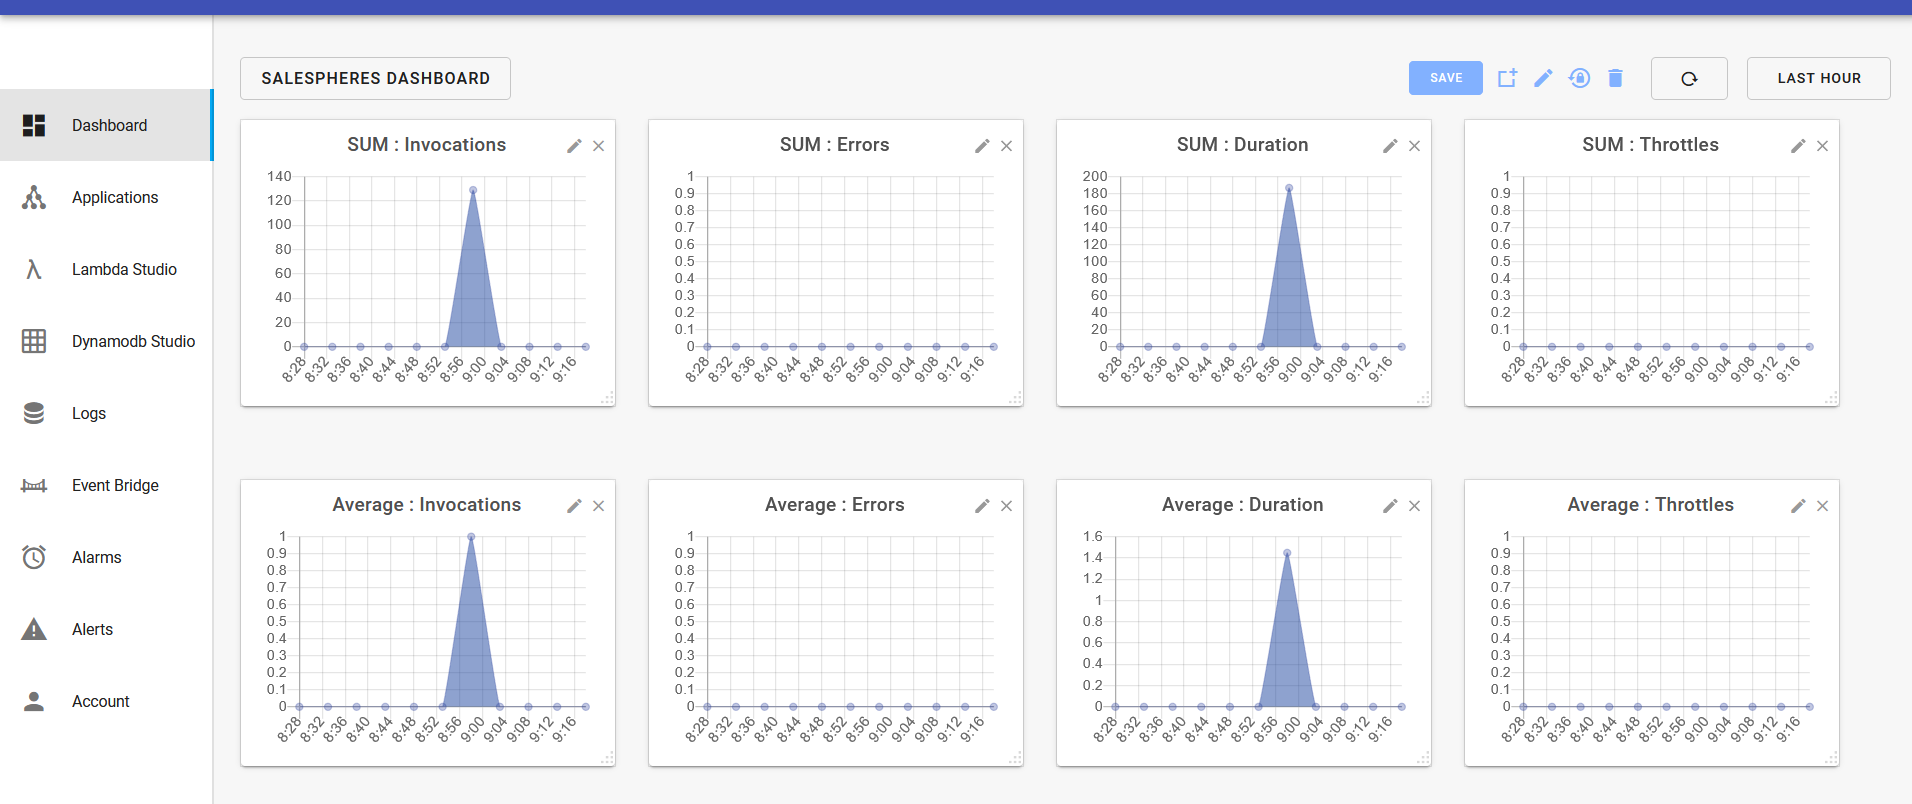 SALESPHERES DASHBOARD
SAVE
LAST HOUR
Dashboard
Applications
Lambda Studio
Dynamodb Studio
Logs
Event Bridge
Alarms
Alerts
Account
SUM : Invocations
140
120
100
80
60
40
20
0
8:28 8:32 8:36 8:40 8:44 8:48 8:52 8:56 9:00 9:04 9:08 9:12 9:16
SUM : Errors
1
0.9
0.8
0.7
0.6
0.5
0.4
0.3
0.2
0.1
0
8:28 8:32 8:36 8:40 8:44 8:48 8:52 8:56 9:00 9:04 9:08 9:12 9:16
SUM : Duration
200
180
160
140
120
100
80
60
40
20
0
8:28 8:32 8:36 8:40 8:44 8:48 8:52 8:56 9:00 9:04 9:08 9:12 9:16
SUM : Throttles
1
0.9
0.8
0.7
0.6
0.5
0.4
0.3
0.2
0.1
0
8:28 8:32 8:36 8:40 8:44 8:48 8:52 8:56 9:00 9:04 9:08 9:12 9:16
Average : Invocations
1
0.9
0.8
0.7
0.6
0.5
0.4
0.3
0.2
0.1
0
8:28 8:32 8:36 8:40 8:44 8:48 8:52 8:56 9:00 9:04 9:08 9:12 9:16
Average : Errors
1
0.9
0.8
0.7
0.6
0.5
0.4
0.3
0.2
0.1
0
8:28 8:32 8:36 8:40 8:44 8:48 8:52 8:56 9:00 9:04 9:08 9:12 9:16
Average : Duration
1.6
1.4
1.2
1
0.8
0.6
0.4
0.2
0
8:28 8:32 8:36 8:40 8:44 8:48 8:52 8:56 9:00 9:04 9:08 9:12 9:16
Average : Throttles
1
0.9
0.8
0.7
0.6
0.5
0.4
0.3
0.2
0.1
0
8:28 8:32 8:36 8:40 8:44 8:48 8:52 8:56 9:00 9:04 9:08 9:12 9:16